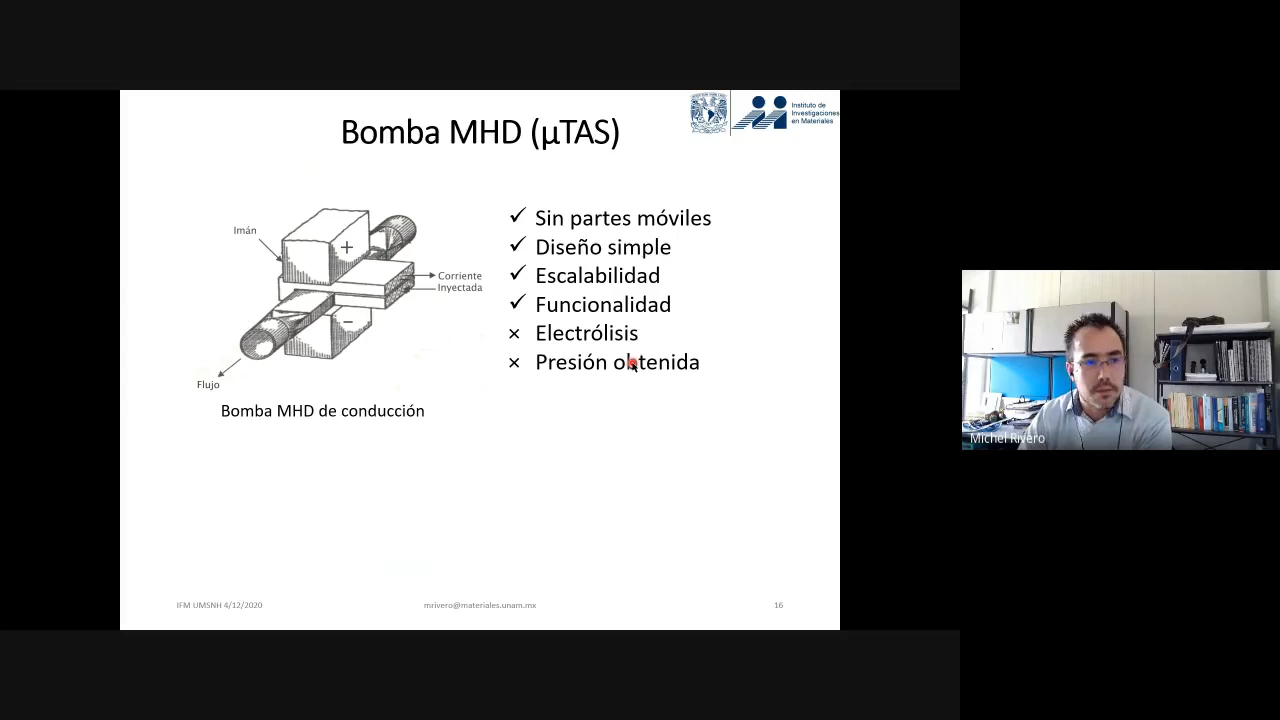 Bomba MHD (µTAS)
Instituto de
Investigaciones
en Materiales
Imán
+
Corriente
Inyectada
−
Flujo
Bomba MHD de conducción
✓ Sin partes móviles
✓ Diseño simple
✓ Escalabilidad
✓ Funcionalidad
× Electrólisis
× Presión obtenida
IFM UMSNH 4/12/2020
mrivero@materiales.unam.mx
16
Michel Rivero